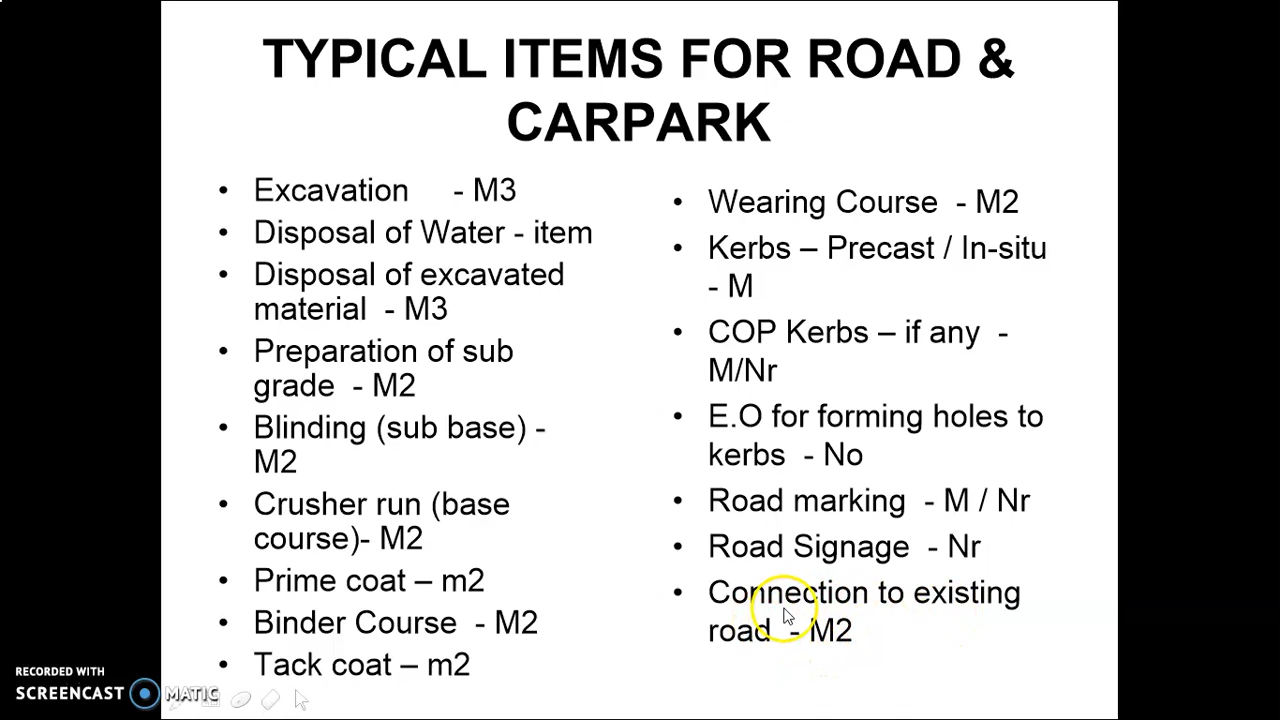 TYPICAL ITEMS FOR ROAD &
CARPARK
• Excavation - M3
• Disposal of Water - item
• Disposal of excavated
material - M3
• Preparation of sub
grade - M2
• Blinding (sub base) -
M2
• Crusher run (base
course)- M2
• Prime coat – m2
• Binder Course - M2
• Tack coat – m2
• Wearing Course - M2
• Kerbs – Precast / In-situ
- M
• COP Kerbs – if any -
M/Nr
• E.O for forming holes to
kerbs - No
• Road marking - M / Nr
• Road Signage - Nr
• Connection to existing
road - M2
RECORDED WITH
SCREENCAST MATIC